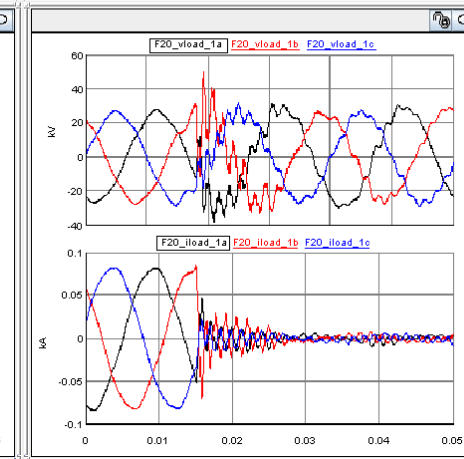 F20_vload_1a F20_vload_1b F20_vload_1c
60
40
20
0
-20
-40
kV
F20_iload_1a F20_iload_1b F20_iload_1c
0.1
0.05
0
-0.05
-0.1
kA
0 0.01 0.02 0.03 0.04 0.05